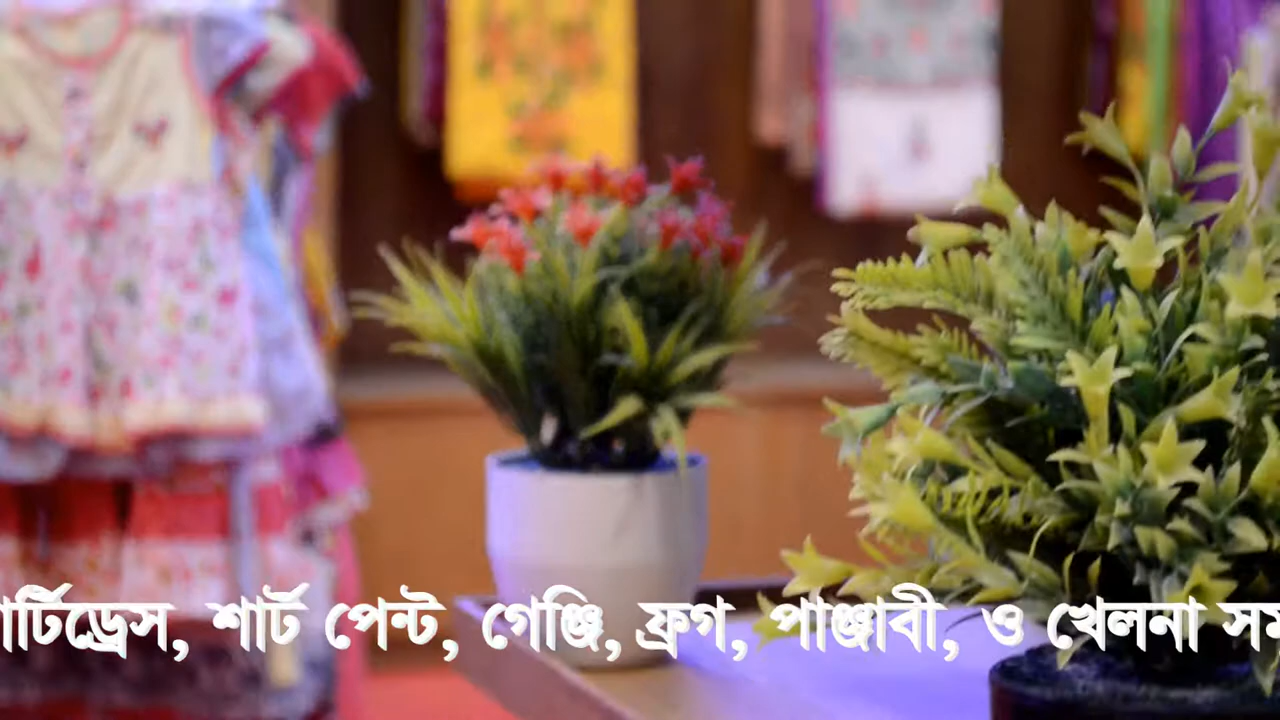 র্টিড্রেস, শার্ট পেন্ট, গেঞ্জি, ফ্রগ, পাঞ্জাবী, ও খেলনা